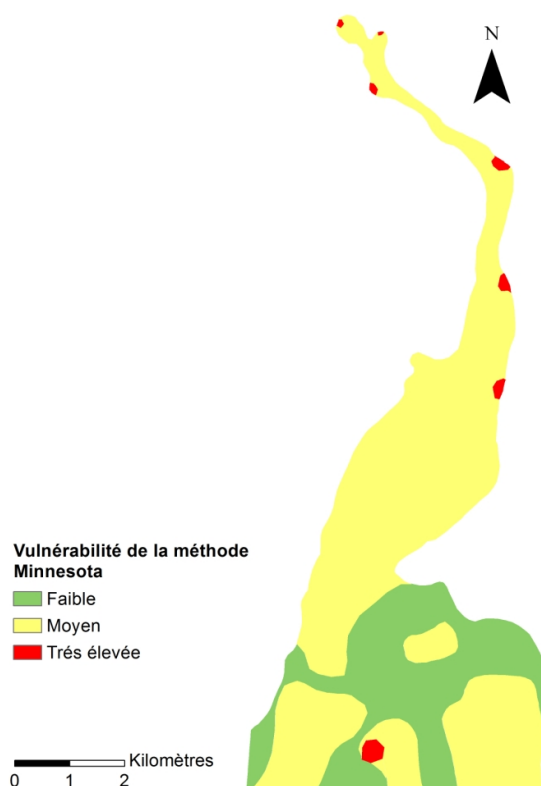 N
Vulnérabilité de la méthode
Minnesota
Faible
Moyen
Trés élevée
Kilomètres
0 1 2